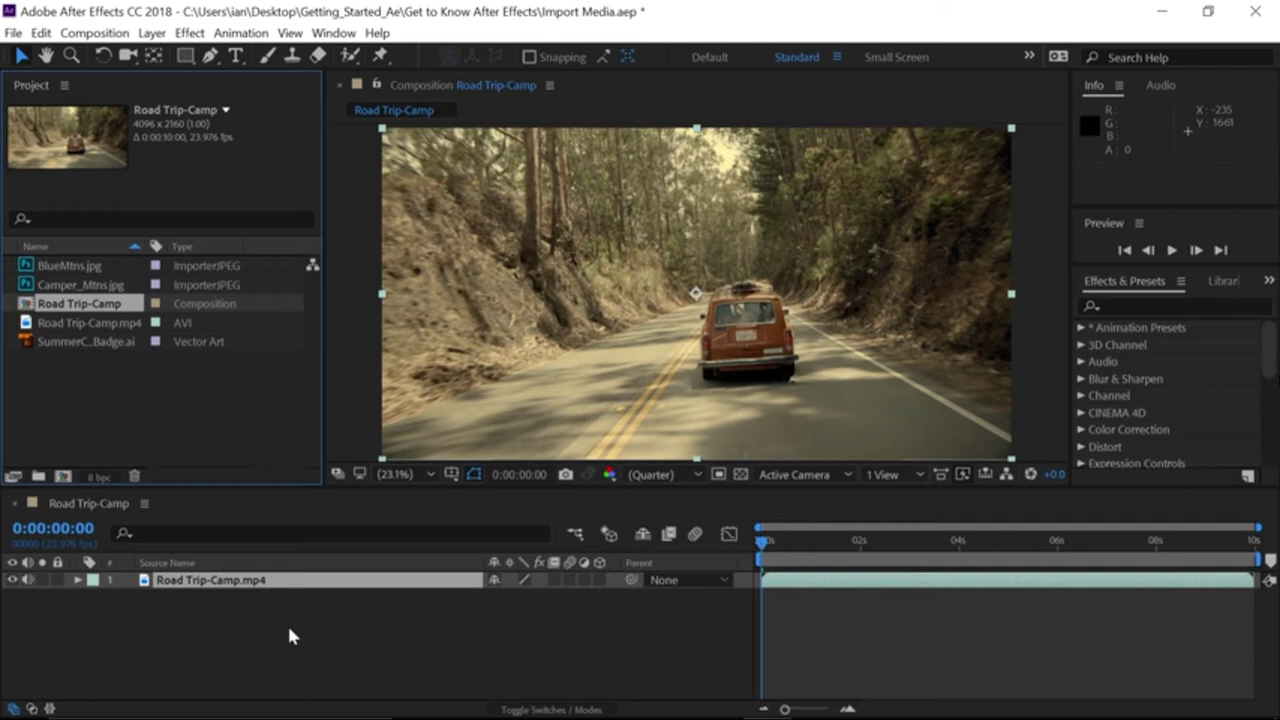 Adobe After Effects CC 2018 - C:\Users\ian\Desktop\Getting_Started_Ae\Get to Know After Effects\Import Media.aep *
File Edit Composition Layer Effect Animation View Window Help
Snapping Default Standard Small Screen Search Help
Project
Road Trip-Camp
4096 x 2160 (1.00)
Δ 0:00:10:00, 23.976 fps
Name Type
BlueMtns.jpg ImporterJPEG
Camper_Mtns.jpg ImporterJPEG
Road Trip-Camp Composition
Road Trip-Camp.mp4 AVI
SummerC...Badge.ai Vector Art
8 bpc
Composition Road Trip-Camp
Road Trip-Camp
(23.1%) 0:00:00:00 (Quarter) Active Camera 1 View +0.0
Info Audio
R :
G :
B :
A : 0
X : -235
Y : 1661
Preview
Effects & Presets Librari
* Animation Presets
3D Channel
Audio
Blur & Sharpen
Channel
CINEMA 4D
Color Correction
Distort
Expression Controls
Road Trip-Camp
0:00:00:00
00000 (23.976 fps)
# Source Name fx Parent
1 Road Trip-Camp.mp4 None
02s 04s 06s 08s 10s
Toggle Switches / Modes